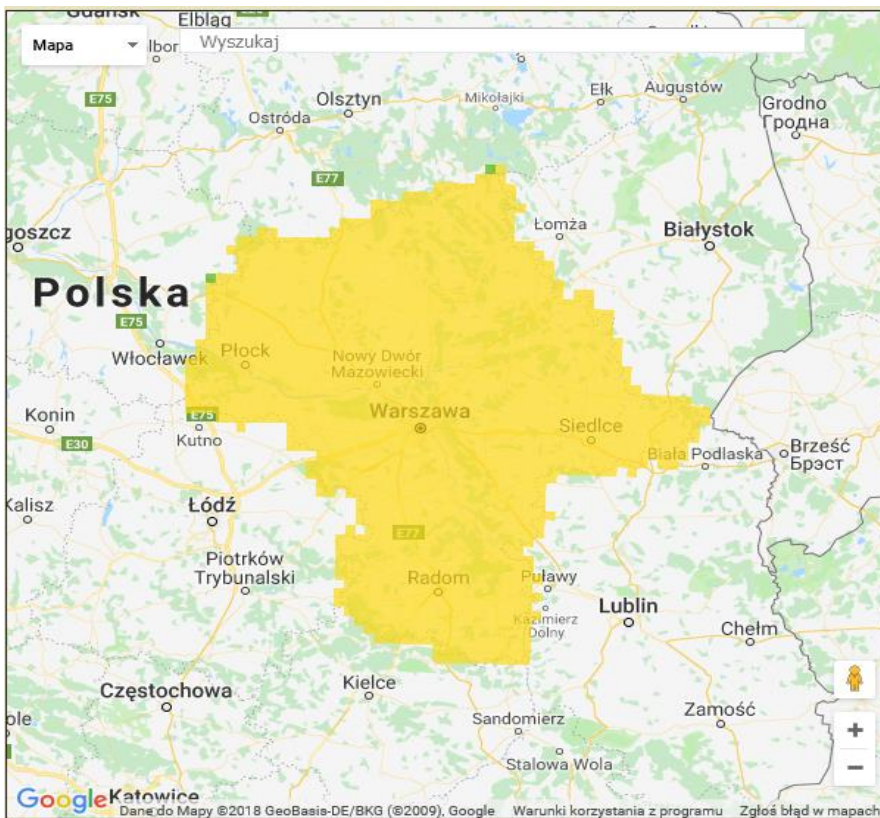 Gdańsk
Elbląg
Mapa
Wyszukaj
E75
Olsztyn
Mikołajki
Ełk
Augustów
Grodno
Гродна
Ostróda
E77
Łomża
Białystok
goszcz
Polska
E75
Włocławek
Płock
Nowy Dwór
Mazowiecki
Warszawa
Siedlce
Konin
E75
Kutno
E30
Biała Podlaska
Brześć
Брэст
Kalisz
Łódź
E77
Piotrków
Trybunalski
Radom
Puławy
Kazimierz
Dolny
Lublin
Chełm
Kielce
Częstochowa
Sandomierz
Zamość
ole
Stalowa Wola
Google
Katowice
Dane do Mapy ©2018 GeoBasis-DE/BKG (©2009), Google
Warunki korzystania z programu
Zgłoś błąd w mapach